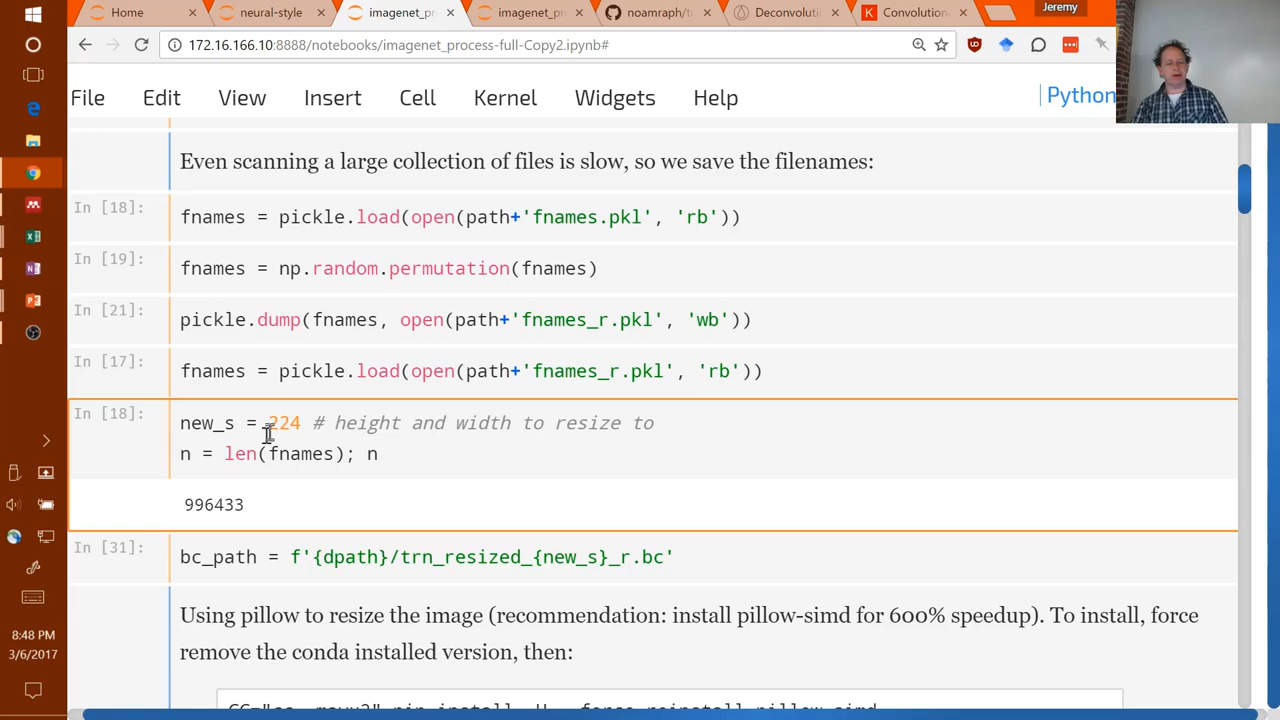 Home
neural-style
imagenet_pr
imagenet_pr
noamraph/tr
Deconvolutio
Convolution
Jeremy
172.16.166.10:8888/notebooks/imagenet_process-full-Copy2.ipynb#
File Edit View Insert Cell Kernel Widgets Help
Python
Even scanning a large collection of files is slow, so we save the filenames:
In [18]:
fnames = pickle.load(open(path+'fnames.pkl', 'rb'))
In [19]:
fnames = np.random.permutation(fnames)
In [21]:
pickle.dump(fnames, open(path+'fnames_r.pkl', 'wb'))
In [17]:
fnames = pickle.load(open(path+'fnames_r.pkl', 'rb'))
In [18]:
new_s = 224 # height and width to resize to
n = len(fnames); n
996433
In [31]:
bc_path = f'{dpath}/trn_resized_{new_s}_r.bc'
Using pillow to resize the image (recommendation: install pillow-simd for 600% speedup). To install, force
remove the conda installed version, then:
8:48 PM
3/6/2017